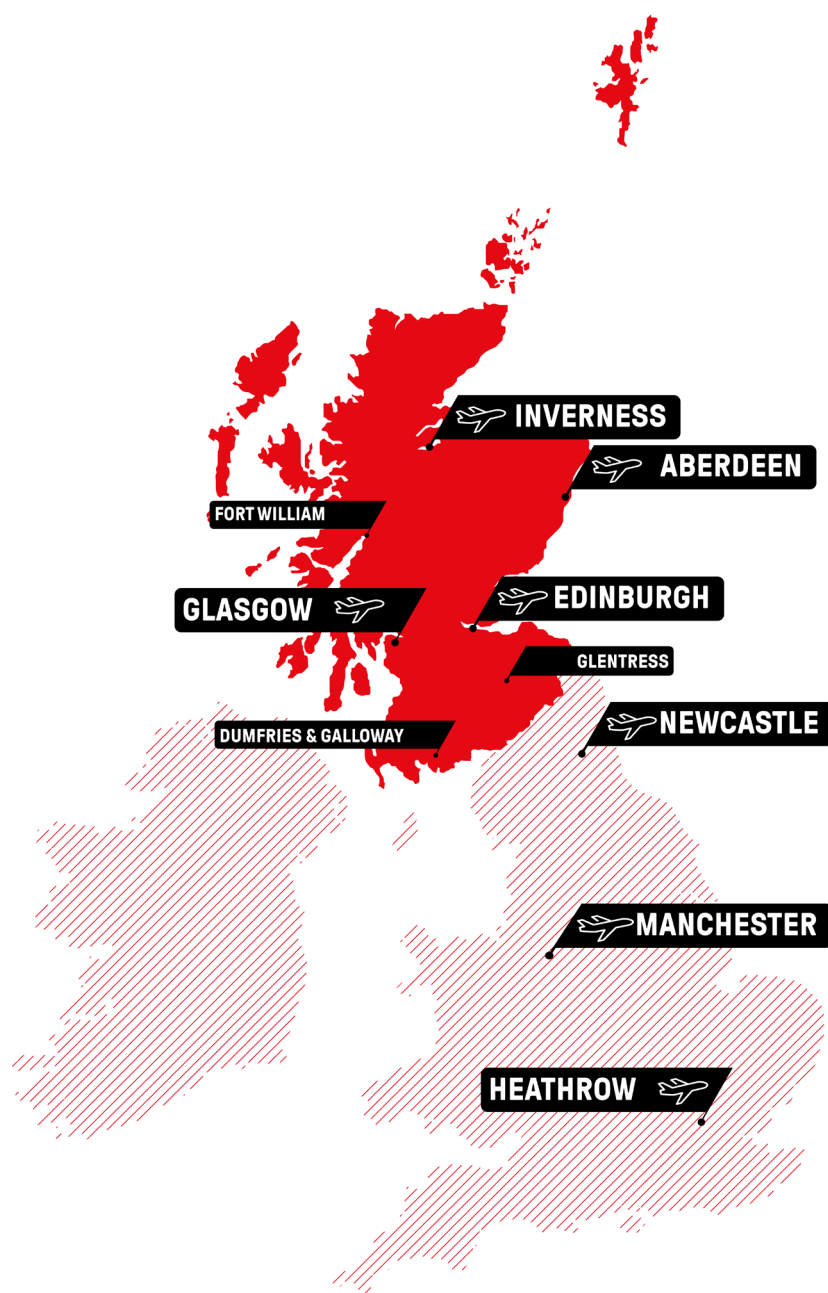 INVERNESS
ABERDEEN
FORT WILLIAM
GLASGOW
EDINBURGH
GLENTRESS
NEWCASTLE
DUMFRIES & GALLOWAY
MANCHESTER
HEATHROW